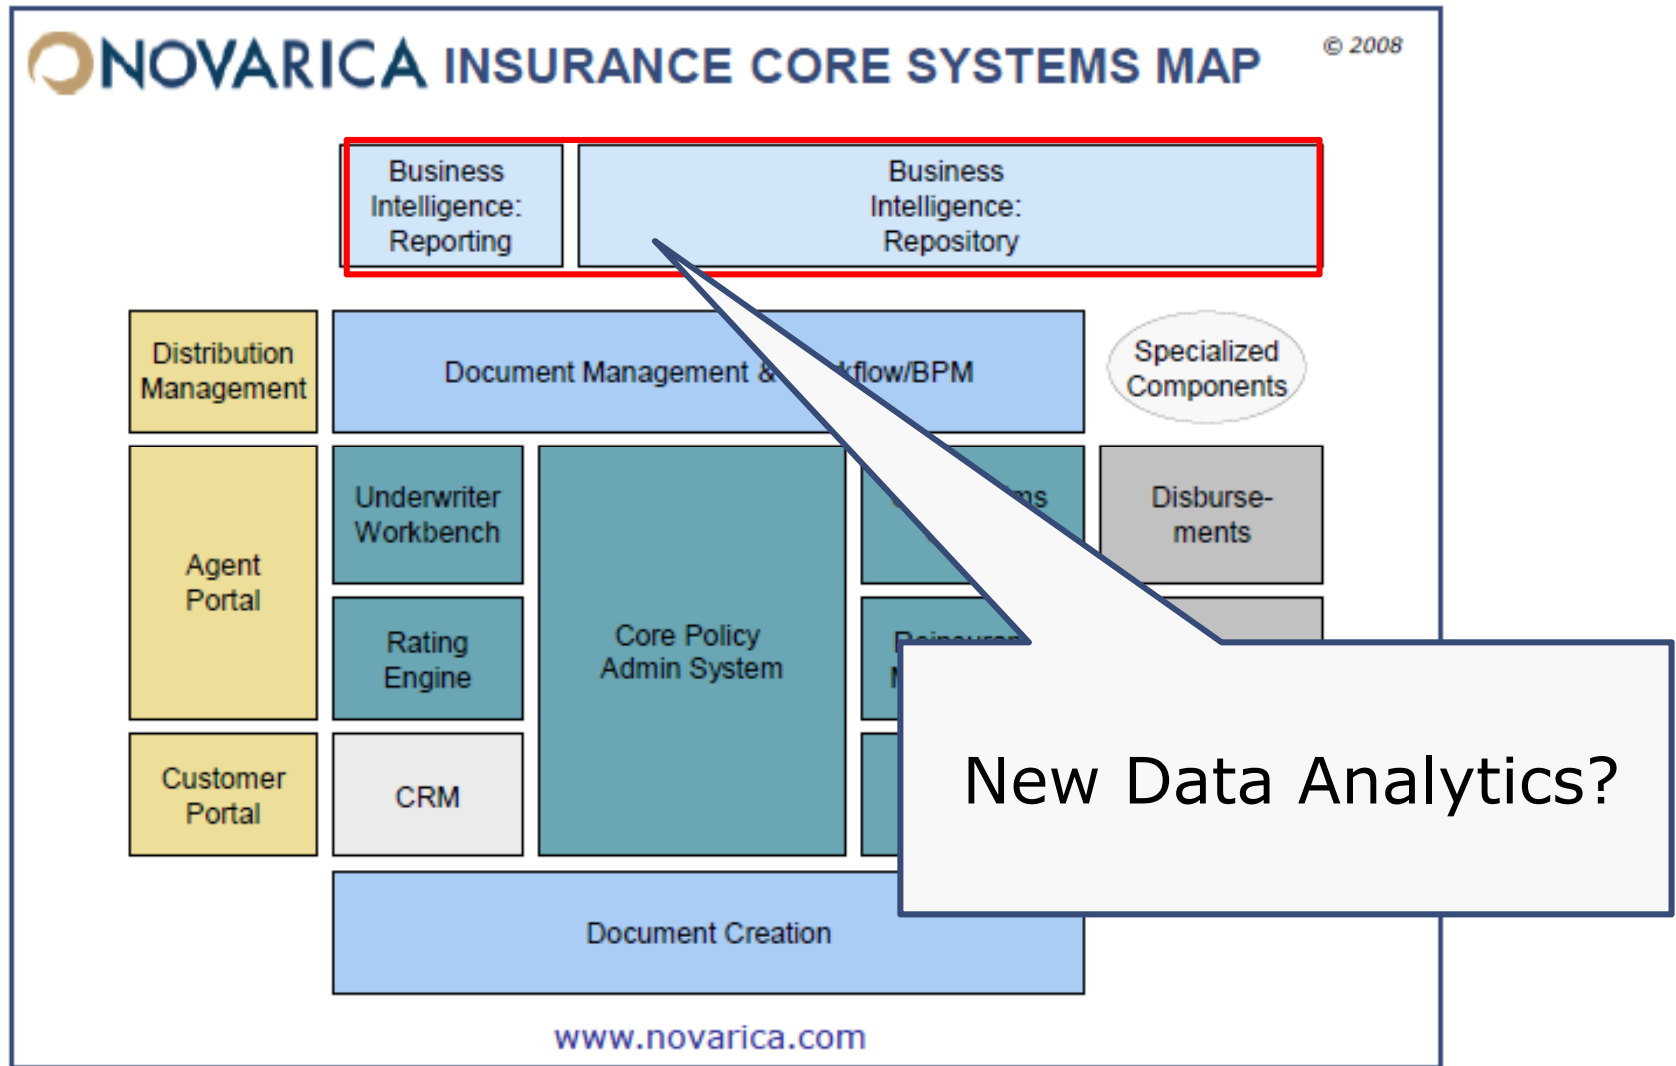 NOVARICA INSURANCE CORE SYSTEMS MAP
© 2008
Business
Intelligence:
Reporting
Business
Intelligence:
Repository
Distribution
Management
Document Management &
kflow/BPM
Specialized
Components
Agent
Portal
Underwriter
Workbench
Core Policy
Admin System
Disburse-
ments
Rating
Engine
Customer
Portal
CRM
New Data Analytics?
Document Creation
www.novarica.com